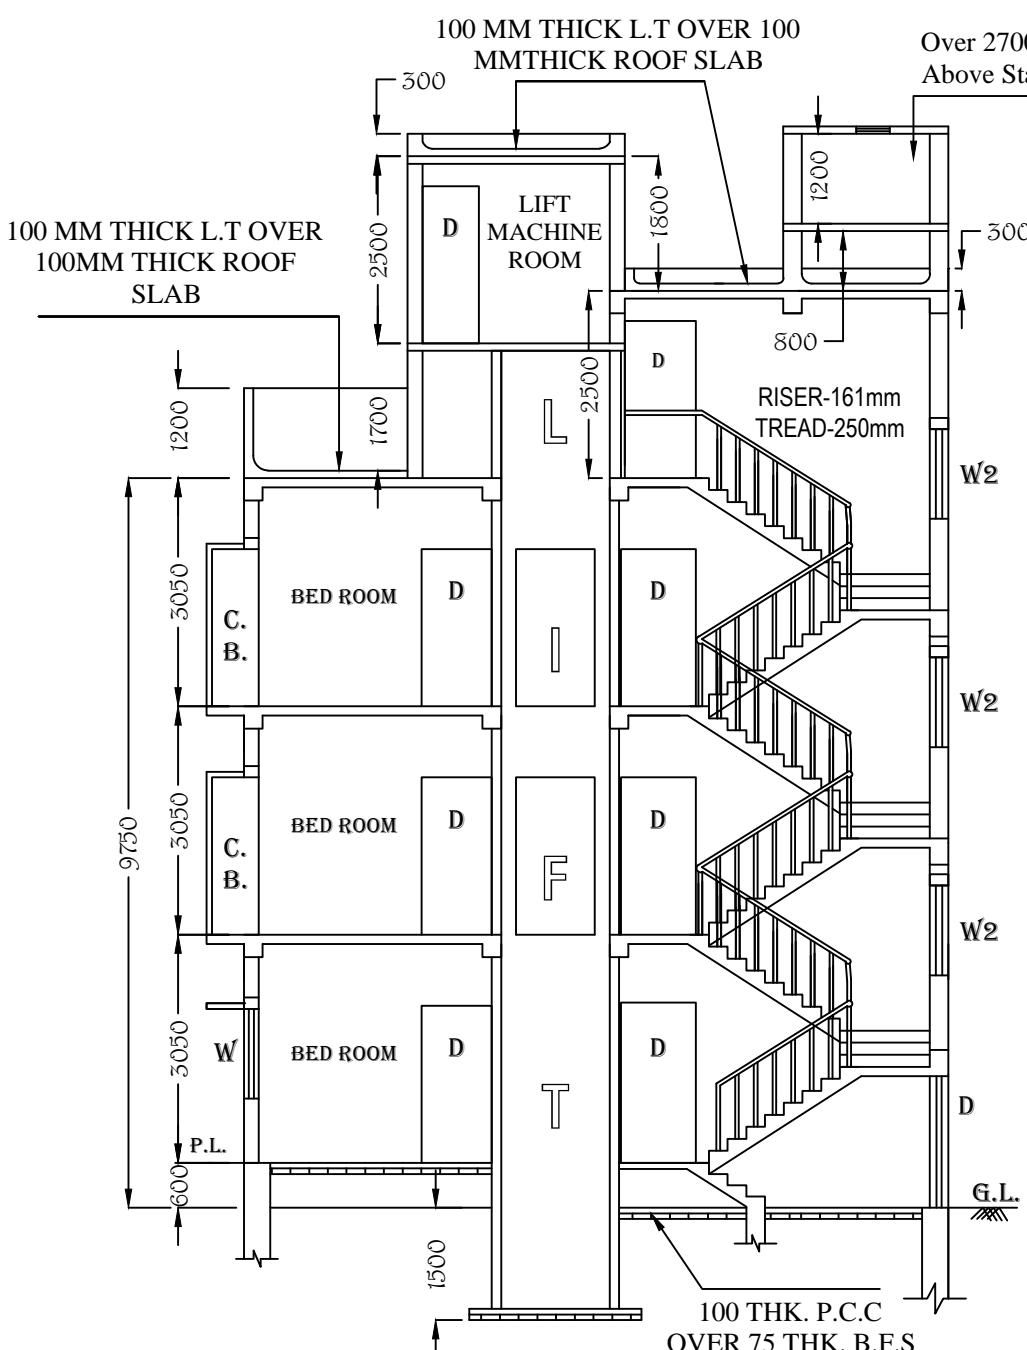 100 MM THICK L.T OVER 100
MMTHICK ROOF SLAB
Over 2700
Above Sta
300
1200
D
LIFT
MACHINE
ROOM
2500
1800
300
100 MM THICK L.T OVER
100MM THICK ROOF
SLAB
800
D
2500
1200
1700
RISER-161mm
TREAD-250mm
L
W2
3050
C.
B.
BED ROOM
D
I
D
W2
9750
3050
C.
B.
BED ROOM
D
F
D
W2
3050
W
BED ROOM
D
T
D
D
P.L.
600
G.L.
1500
100 THK. P.C.C
OVER 75 THK. B.F.S